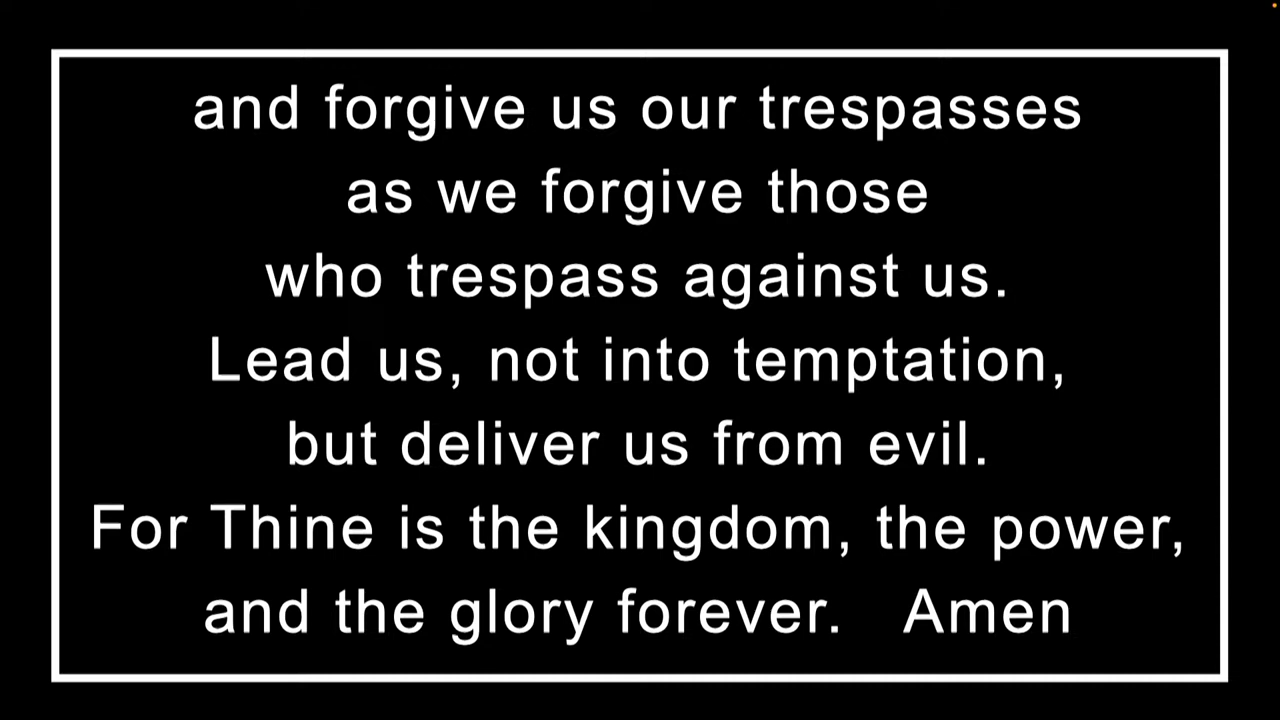 and forgive us our trespasses
as we forgive those
who trespass against us.
Lead us, not into temptation,
but deliver us from evil.
For Thine is the kingdom, the power,
and the glory forever. Amen